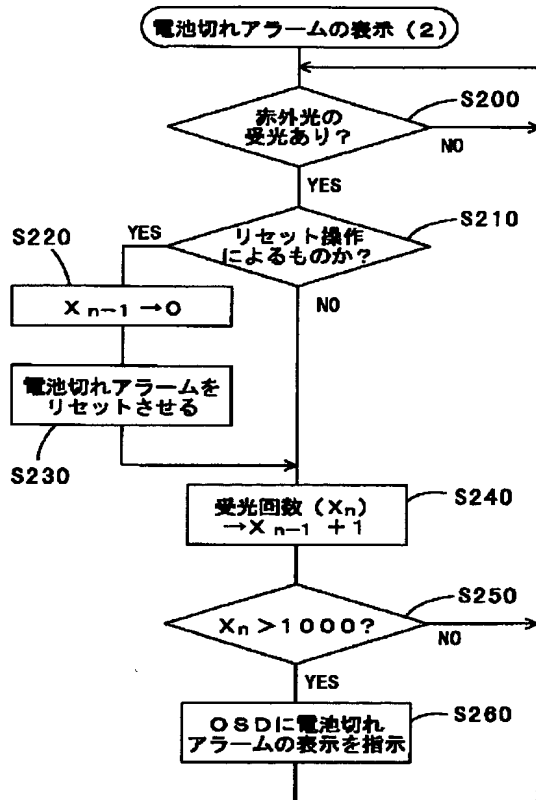 電池切れアラームの表示(2)
赤外光の
受光あり?
S200
NO
YES
リセット操作
によるものか?
S210
YES
NO
S220
Xn-1→0
電池切れアラームを
リセットさせる
S230
受光回数(Xn)
→Xn-1 +1
S240
Xn>1000?
S250
NO
YES
OSDに電池切れ
アラームの表示を指示
S260